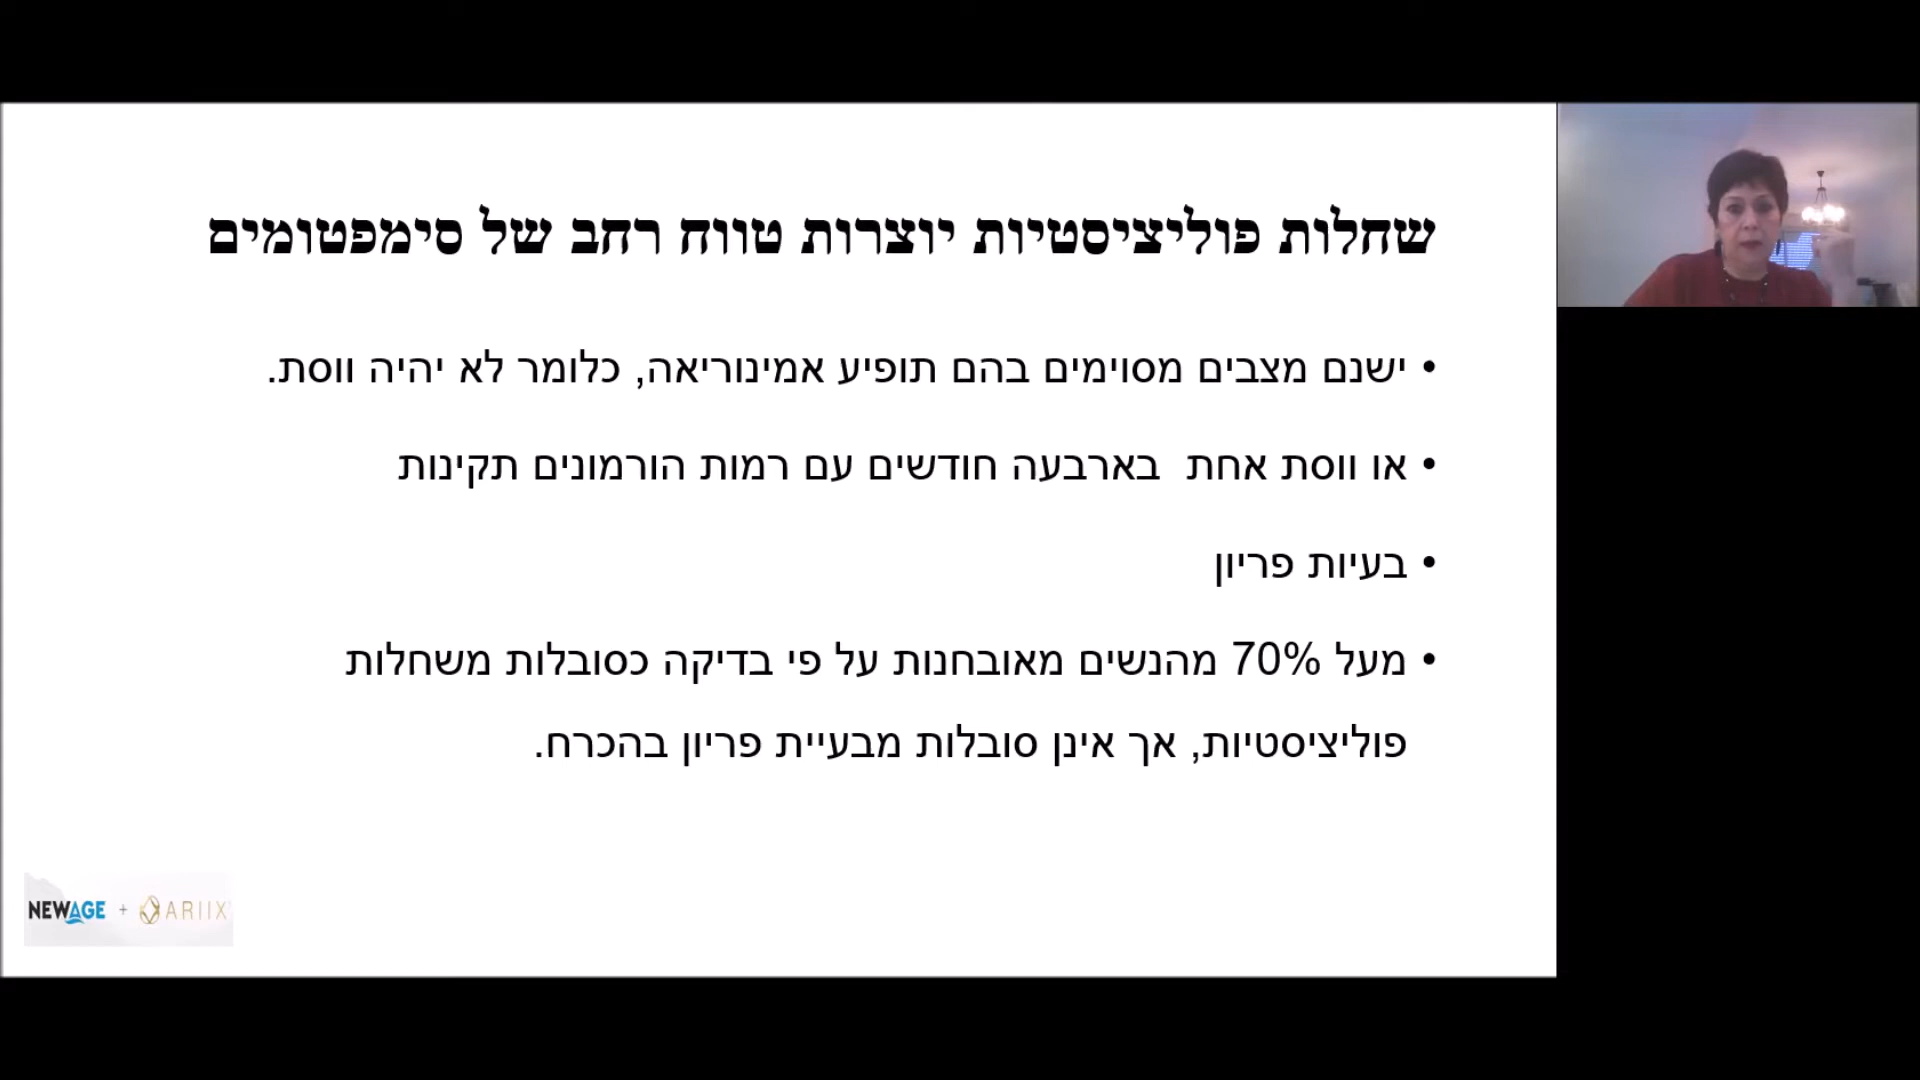 שחלות פוליציסטיות יוצרות טווח רחב של סימפטומים
• ישנם מצבים מסוימים בהם תופיע אמינוריאה, כלומר לא יהיה ווסת.
• או ווסת אחת  בארבעה חודשים עם רמות הורמונים תקינות
• בעיות פריון
• מעל 70% מהנשים מאובחנות על פי בדיקה כסובלות משחלות
פוליציסטיות, אך אינן סובלות מבעיית פריון בהכרח.
NEWAGE + ARIIX